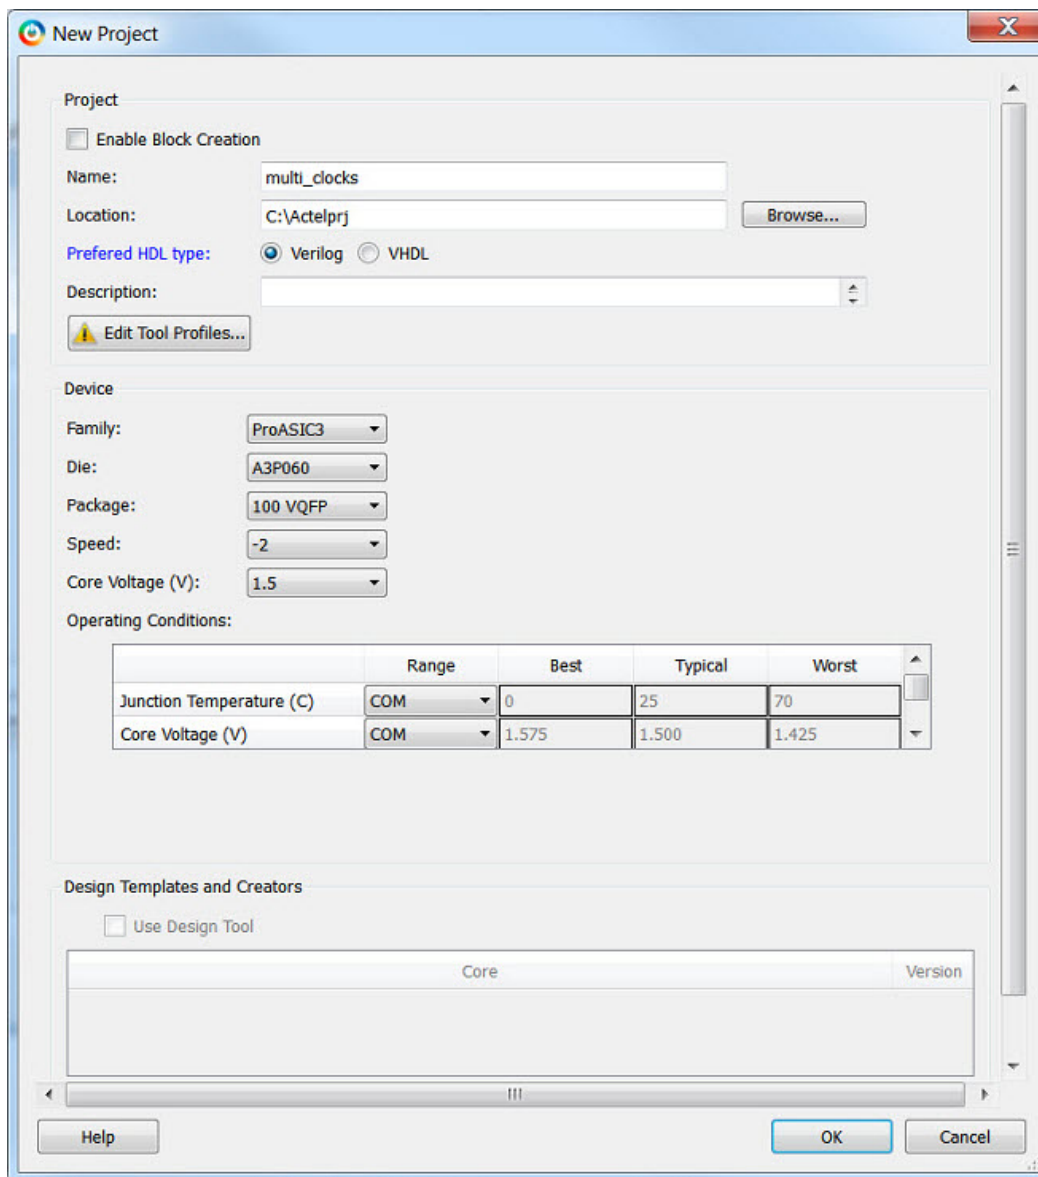 New Project
Project
Enable Block Creation
Name: multi_clocks
Location: C:\Actelprj Browse...
Prefered HDL type: Verilog VHDL
Description:
Edit Tool Profiles...
Device
Family: ProASIC3
Die: A3P060
Package: 100 VQFP
Speed: -2
Core Voltage (V): 1.5
Operating Conditions:
Range Best Typical Worst
Junction Temperature (C) COM 0 25 70
Core Voltage (V) COM 1.575 1.500 1.425
Design Templates and Creators
Use Design Tool
Core Version
Help OK Cancel